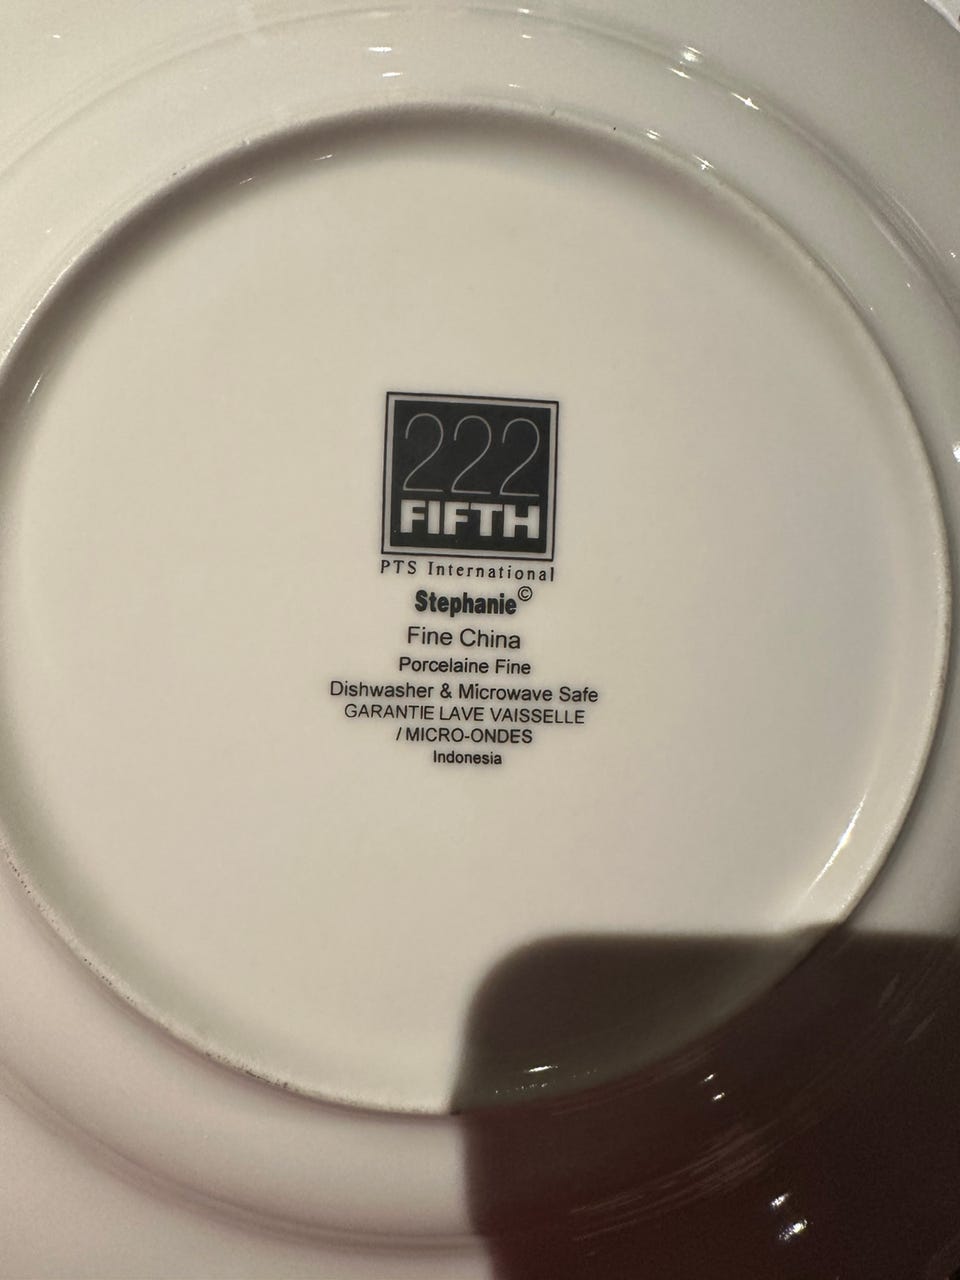 222
FIFTH
PTS International
Stephanie©
Fine China
Porcelaine Fine
Dishwasher & Microwave Safe
GARANTIE LAVE VAISSELLE
/ MICRO-ONDES
Indonesia